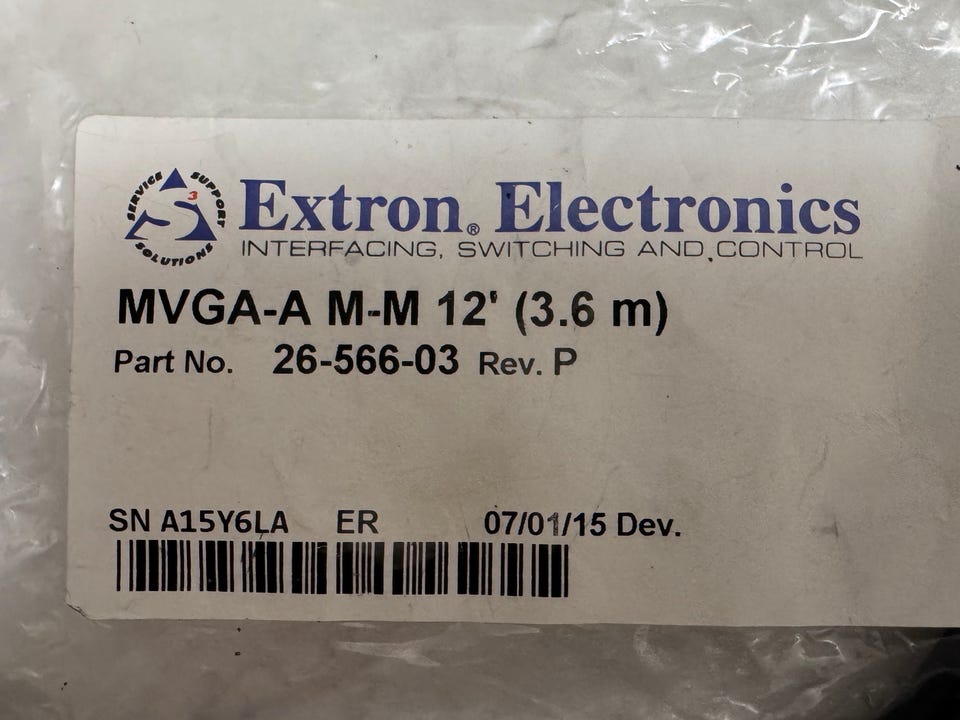 SERVICE SUPPORT SOLUTIONS
S3
Extron® Electronics
INTERFACING, SWITCHING AND CONTROL
MVGA-A M-M 12' (3.6 m)
Part No. 26-566-03 Rev. P
SN A15Y6LA ER 07/01/15 Dev.